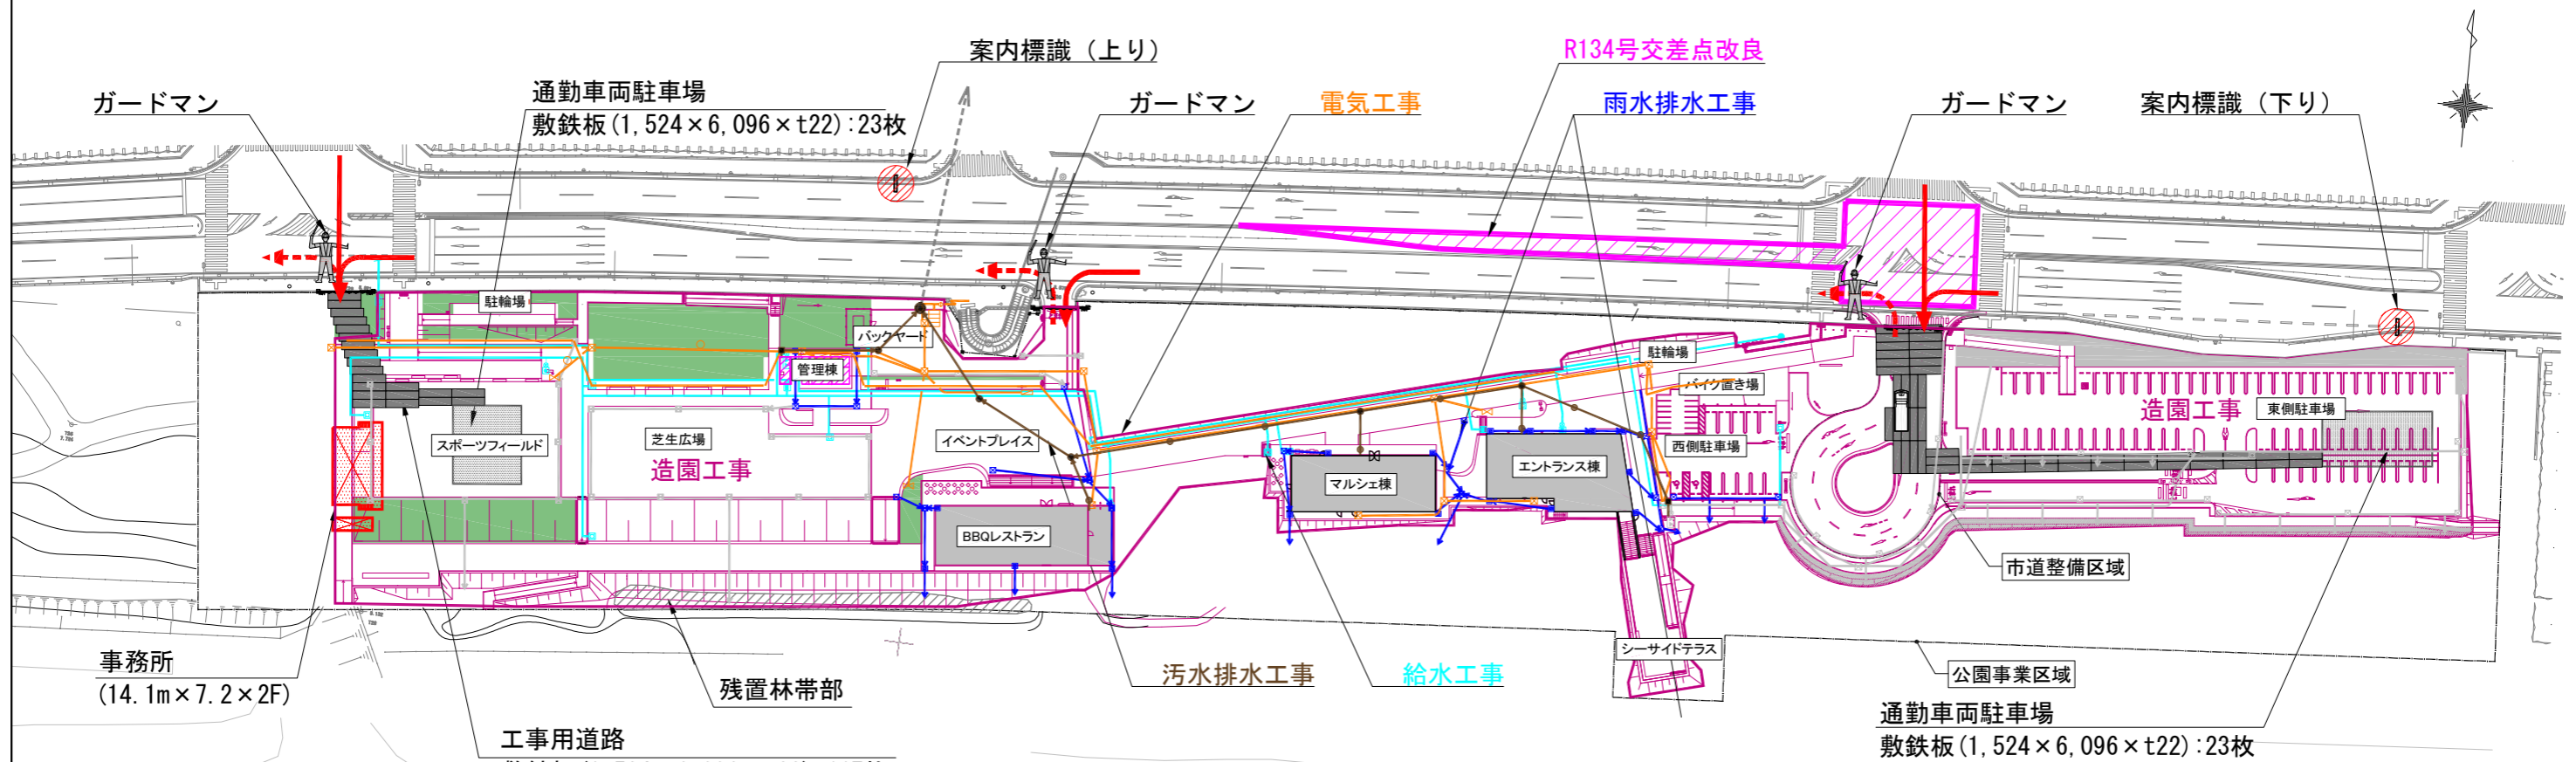 案内標識（上り）
R134号交差点改良
ガードマン
通勤車両駐車場
敷鉄板(1,524×6,096×t22):23枚
ガードマン
電気工事
雨水排水工事
ガードマン
案内標識（下り）
駐輪場
バックヤード
管理棟
駐輪場
バイク置き場
造園工事
東側駐車場
スポーツフィールド
芝生広場
造園工事
イベントプレイス
西側駐車場
エントランス棟
マルシェ棟
BBQレストラン
市道整備区域
シーサイドテラス
公園事業区域
事務所
(14.1m×7.2×2F)
残置林帯部
汚水排水工事
給水工事
通勤車両駐車場
敷鉄板(1,524×6,096×t22):23枚
工事用道路